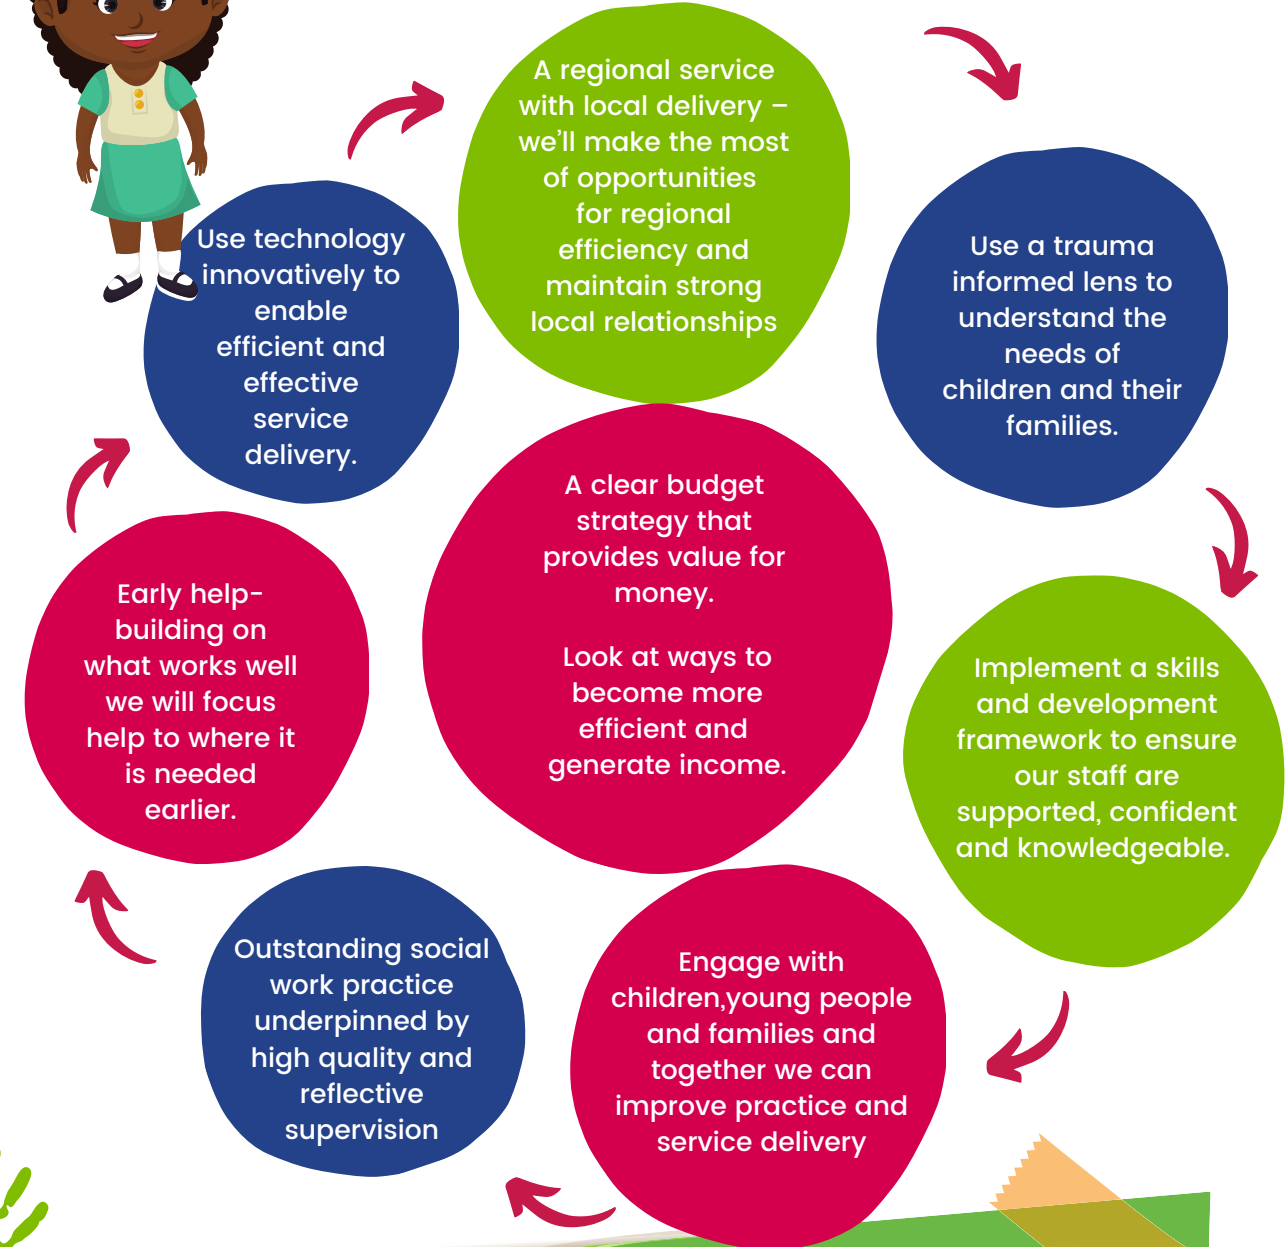 A regional service
with local delivery –
we'll make the most
of opportunities
for regional
efficiency and
maintain strong
local relationships
Use a trauma
informed lens to
understand the
needs of
children and their
families.
Implement a skills
and development
framework to ensure
our staff are
supported, confident
and knowledgeable.
Engage with
children,young people
and families and
together we can
improve practice and
service delivery
Outstanding social
work practice
underpinned by
high quality and
reflective
supervision
Early help-
building on
what works well
we will focus
help to where it
is needed
earlier.
Use technology
innovatively to
enable
efficient and
effective
service
delivery.
A clear budget
strategy that
provides value for
money.
Look at ways to
become more
efficient and
generate income.